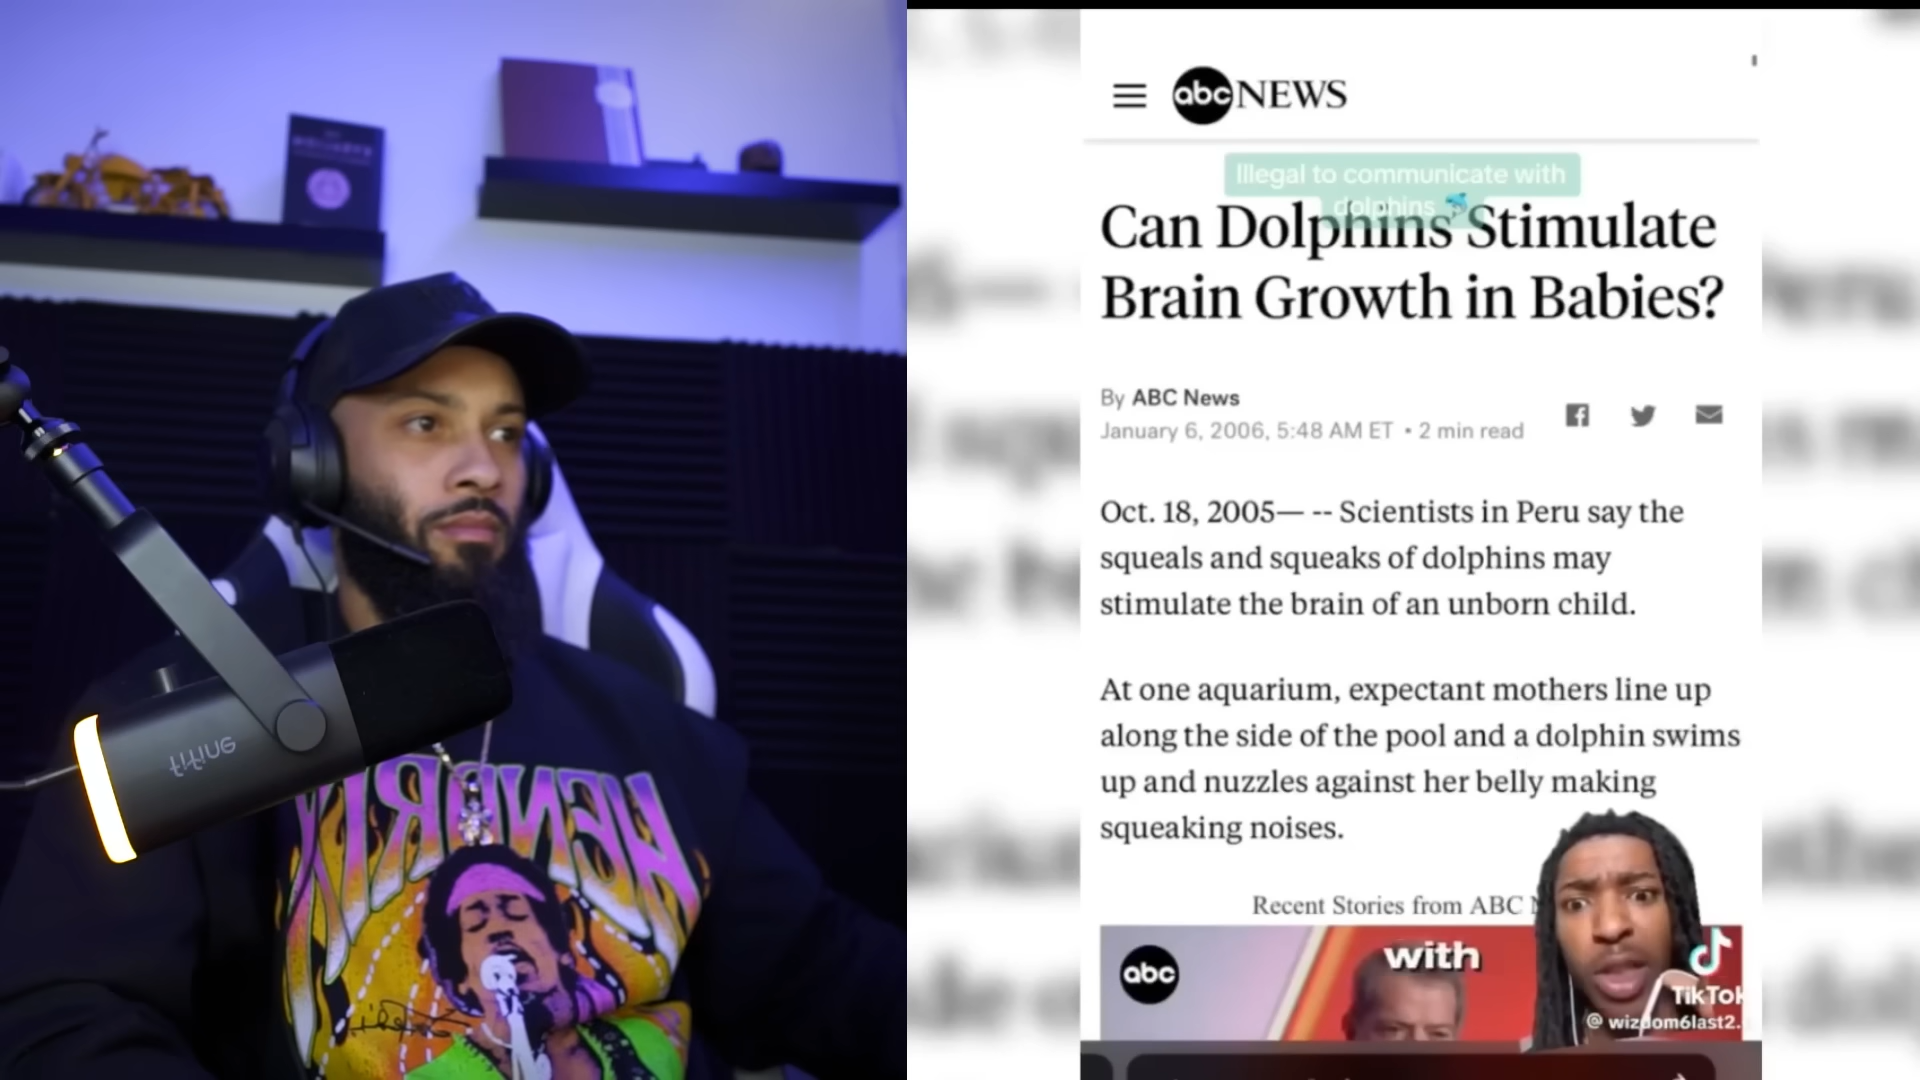 fifine
HENDRIX
abc NEWS
Illegal to communicate with
dolphins 🐬
Can Dolphins Stimulate
Brain Growth in Babies?
By ABC News
January 6, 2006, 5:48 AM ET • 2 min read
Oct. 18, 2005— -- Scientists in Peru say the
squeals and squeaks of dolphins may
stimulate the brain of an unborn child.
At one aquarium, expectant mothers line up
along the side of the pool and a dolphin swims
up and nuzzles against her belly making
squeaking noises.
Recent Stories from ABC
abc
with
TikTok
@ wizdom6last2.